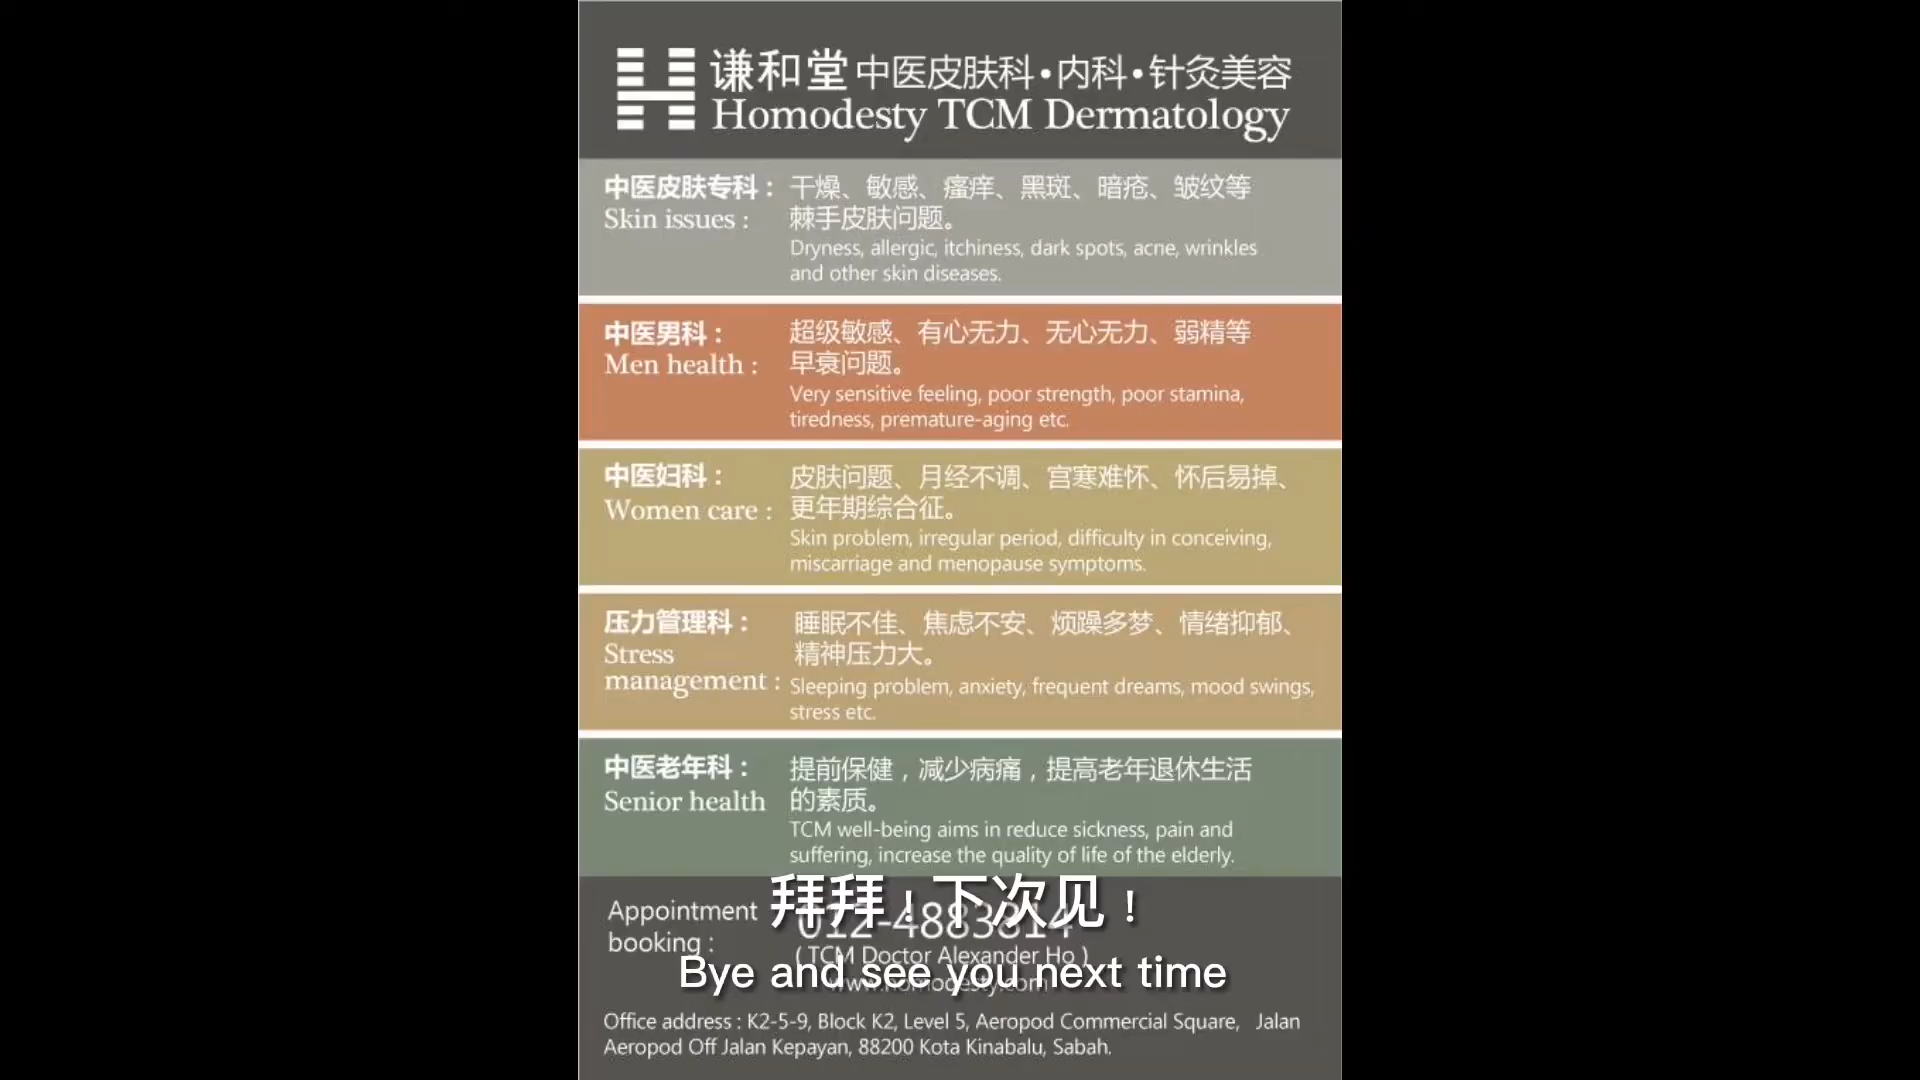 谦和堂 中医皮肤科•内科•针灸美容
Homodesty TCM Dermatology
中医皮肤专科：
Skin issues :
干燥、敏感、瘙痒、黑斑、暗疮、皱纹等
棘手皮肤问题。
Dryness, allergic, itchiness, dark spots, acne, wrinkles
and other skin diseases.
中医男科：
Men health :
超级敏感、有心无力、无心无力、弱精等
早衰问题。
Very sensitive feeling, poor strength, poor stamina,
tiredness, premature-aging etc.
中医妇科：
Women care :
皮肤问题、月经不调、宫寒难怀、怀后易掉、
更年期综合征。
Skin problem, irregular period, difficulty in conceiving,
miscarriage and menopause symptoms.
压力管理科：
Stress
management :
睡眠不佳、焦虑不安、烦躁多梦、情绪抑郁、
精神压力大。
Sleeping problem, anxiety, frequent dreams, mood swings,
stress etc.
中医老年科：
Senior health
提前保健，减少病痛，提高老年退休生活
的素质。
TCM well-being aims in reduce sickness, pain and
suffering, increase the quality of life of the elderly.
Appointment
booking :
012-4883814
( TCM Doctor Alexander Ho )
www.homodesty.com
拜拜！下次见！
Bye and see you next time
Office address : K2-5-9, Block K2, Level 5, Aeropod Commercial Square, Jalan
Aeropod Off Jalan Kepayan, 88200 Kota Kinabalu, Sabah.